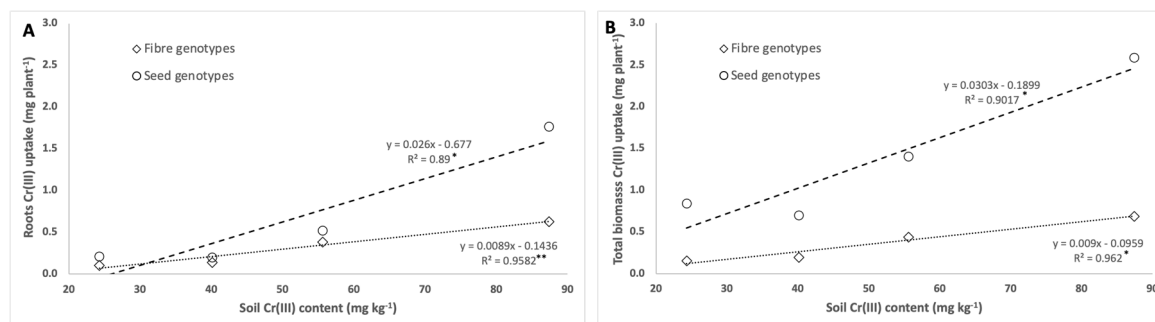 A
Fibre genotypes
Seed genotypes
y = 0.026x - 0.677
R² = 0.89 *
y = 0.0089x - 0.1436
R² = 0.9582**
3.0
2.5
2.0
1.5
1.0
0.5
0.0
20 30 40 50 60 70 80 90
Roots Cr(III) uptake (mg plant⁻¹)
Soil Cr(III) content (mg kg⁻¹)
B
Fibre genotypes
Seed genotypes
y = 0.0303x - 0.1899
R² = 0.9017 *
y = 0.009x - 0.0959
R² = 0.962 *
3.0
2.5
2.0
1.5
1.0
0.5
0.0
20 30 40 50 60 70 80 90
Total biomasss Cr(III) uptake (mg plant⁻¹)
Soil Cr(III) content (mg kg⁻¹)